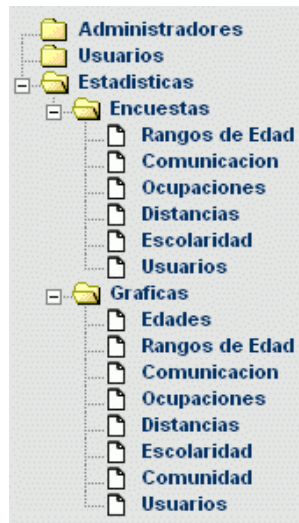 Administradores
Usuarios
Estadisticas
Encuestas
Rangos de Edad
Comunicacion
Ocupaciones
Distancias
Escolaridad
Usuarios
Graficas
Edades
Rangos de Edad
Comunicacion
Ocupaciones
Distancias
Escolaridad
Comunidad
Usuarios